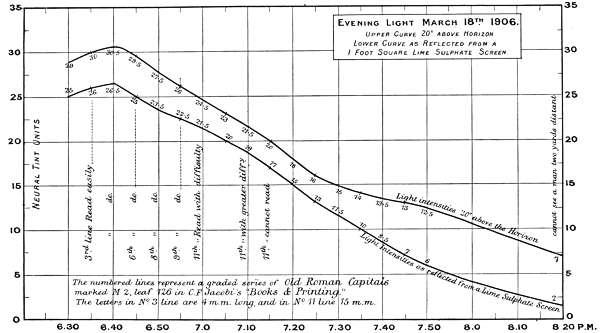 EVENING LIGHT MARCH 18TH 1906.
UPPER CURVE 20° ABOVE HORIZON
LOWER CURVE AS REFLECTED FROM A
1 FOOT SQUARE LIME SULPHATE SCREEN
35
30
25
20
15
10
5
0
NEURAL TINT UNITS
29 30 30·5 29·5 27·5 26 24·5 23 21·5 20 18 16 15 14 13·5 13 12·5 7
25 26 26·5 25 23·5 22·5 21·5 20 19 17 15 13 11·5 10 8·5 7 6 2
Light intensities 20° above the Horizon
Light Intensities as reflected from a Lime Sulphate Screen
3rd line Read easily
6th " do.
8th " do.
9th " do.
11th "Read with difficulty
11th "with greater diffy
11th "cannot read
cannot see a man two yards distant
35
30
25
20
15
10
5
0
The numbered lines represent a graded series of Old Roman Capitals
marked M 2, leaf 126 in C.F. Jacobi's "Books & Printing."
The letters in No 3 line are 4 m.m. long, and in No 11 line 15 m.m.
6.30 6.40 6.50 7.0 7.10 7.20 7.30 7.40 7.50 8.0 8.10 8.20 P.M.